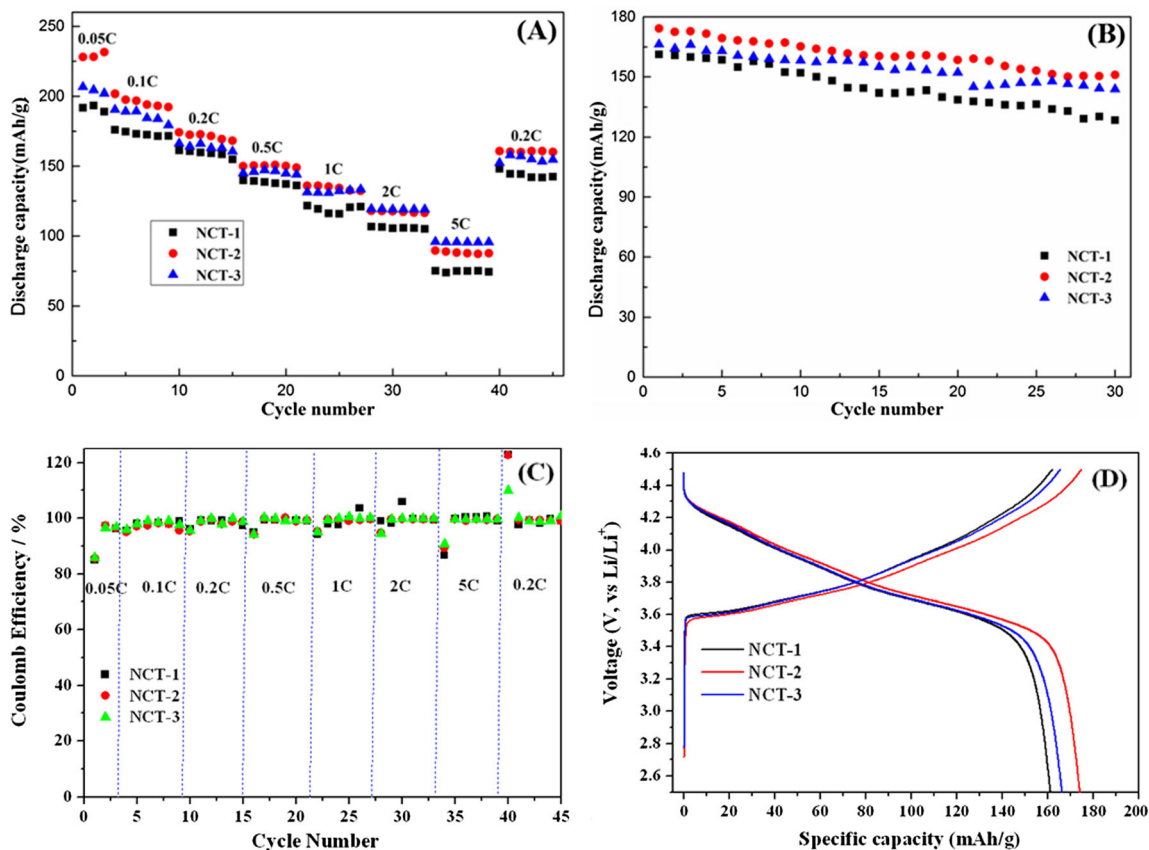 (A)
250
200
150
100
50
0
Discharge capacity(mAh/g)
0.05C
0.1C
0.2C
0.5C
1C
2C
5C
0.2C
NCT-1
NCT-2
NCT-3
0 10 20 30 40
Cycle number
(B)
180
150
120
90
60
30
0
Discharge capacity(mAh/g)
NCT-1
NCT-2
NCT-3
0 5 10 15 20 25 30
Cycle number
(C)
120
100
80
60
40
20
0
Coulomb Efficiency / %
0.05C 0.1C 0.2C 0.5C 1C 2C 5C 0.2C
NCT-1
NCT-2
NCT-3
0 5 10 15 20 25 30 35 40 45
Cycle Number
(D)
4.6
4.4
4.2
4.0
3.8
3.6
3.4
3.2
3.0
2.8
2.6
Voltage (V, vs Li/Li⁺)
NCT-1
NCT-2
NCT-3
0 20 40 60 80 100 120 140 160 180 200
Specific capacity (mAh/g)